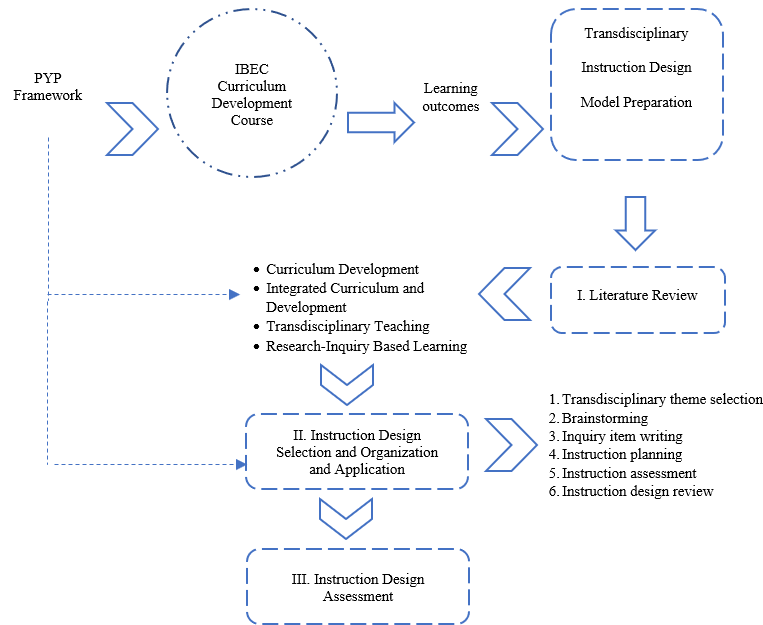 PYP
Framework
IBEC
Curriculum
Development
Course
Learning
outcomes
Transdisciplinary
Instruction Design
Model Preparation
I. Literature Review
• Curriculum Development
• Integrated Curriculum and
Development
• Transdisciplinary Teaching
• Research-Inquiry Based Learning
II. Instruction Design
Selection and Organization
and Application
1. Transdisciplinary theme selection
2. Brainstorming
3. Inquiry item writing
4. Instruction planning
5. Instruction assessment
6. Instruction design review
III. Instruction Design
Assessment